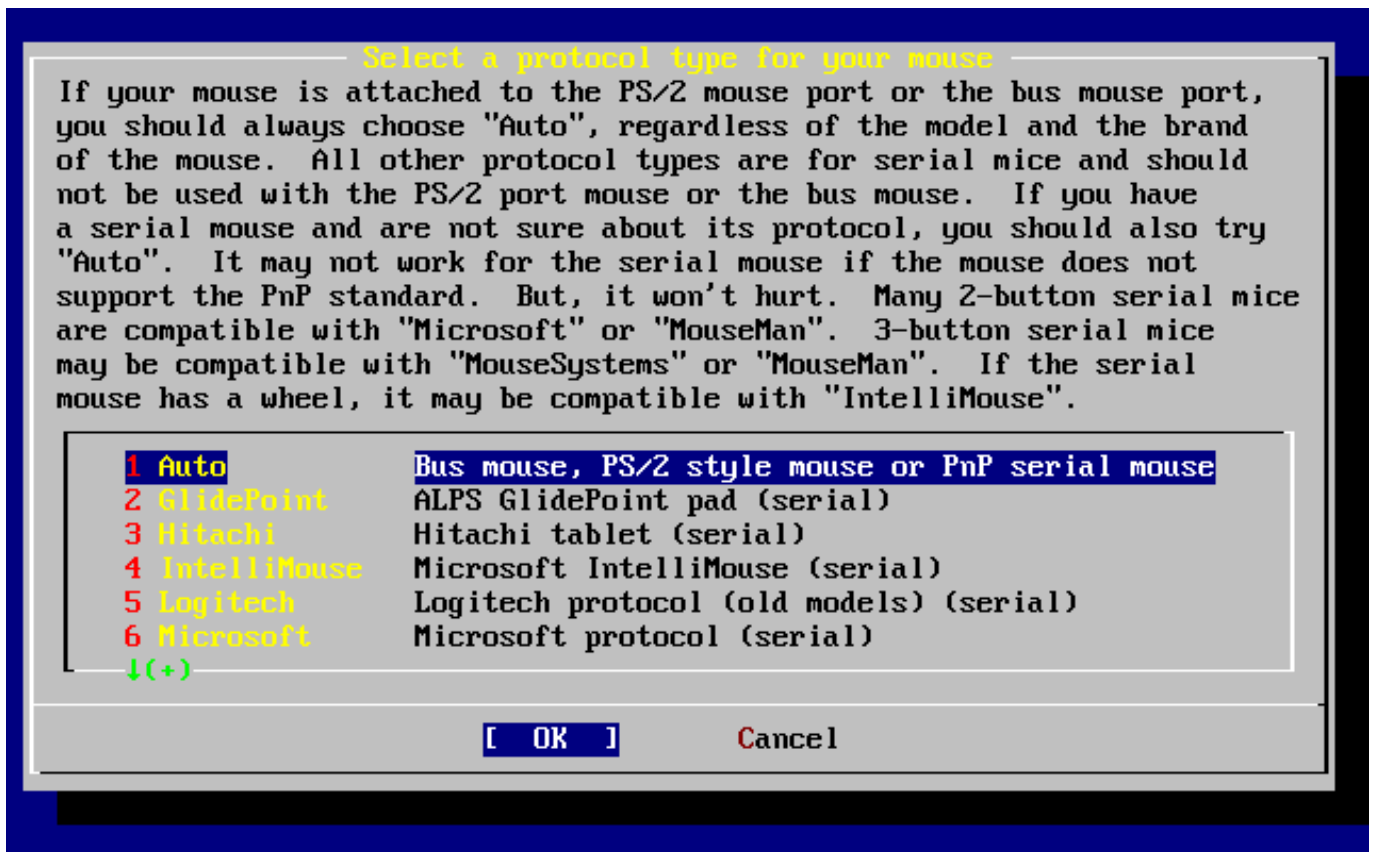 Select a protocol type for your mouse
If your mouse is attached to the PS/2 mouse port or the bus mouse port,
you should always choose "Auto", regardless of the model and the brand
of the mouse.  All other protocol types are for serial mice and should
not be used with the PS/2 port mouse or the bus mouse.  If you have
a serial mouse and are not sure about its protocol, you should also try
"Auto".  It may not work for the serial mouse if the mouse does not
support the PnP standard.  But, it won't hurt.  Many 2-button serial mice
are compatible with "Microsoft" or "MouseMan".  3-button serial mice
may be compatible with "MouseSystems" or "MouseMan".  If the serial
mouse has a wheel, it may be compatible with "IntelliMouse".
1 Auto Bus mouse, PS/2 style mouse or PnP serial mouse
2 GlidePoint ALPS GlidePoint pad (serial)
3 Hitachi Hitachi tablet (serial)
4 IntelliMouse Microsoft IntelliMouse (serial)
5 Logitech Logitech protocol (old models) (serial)
6 Microsoft Microsoft protocol (serial)
↓(+)
[  OK  ] Cancel